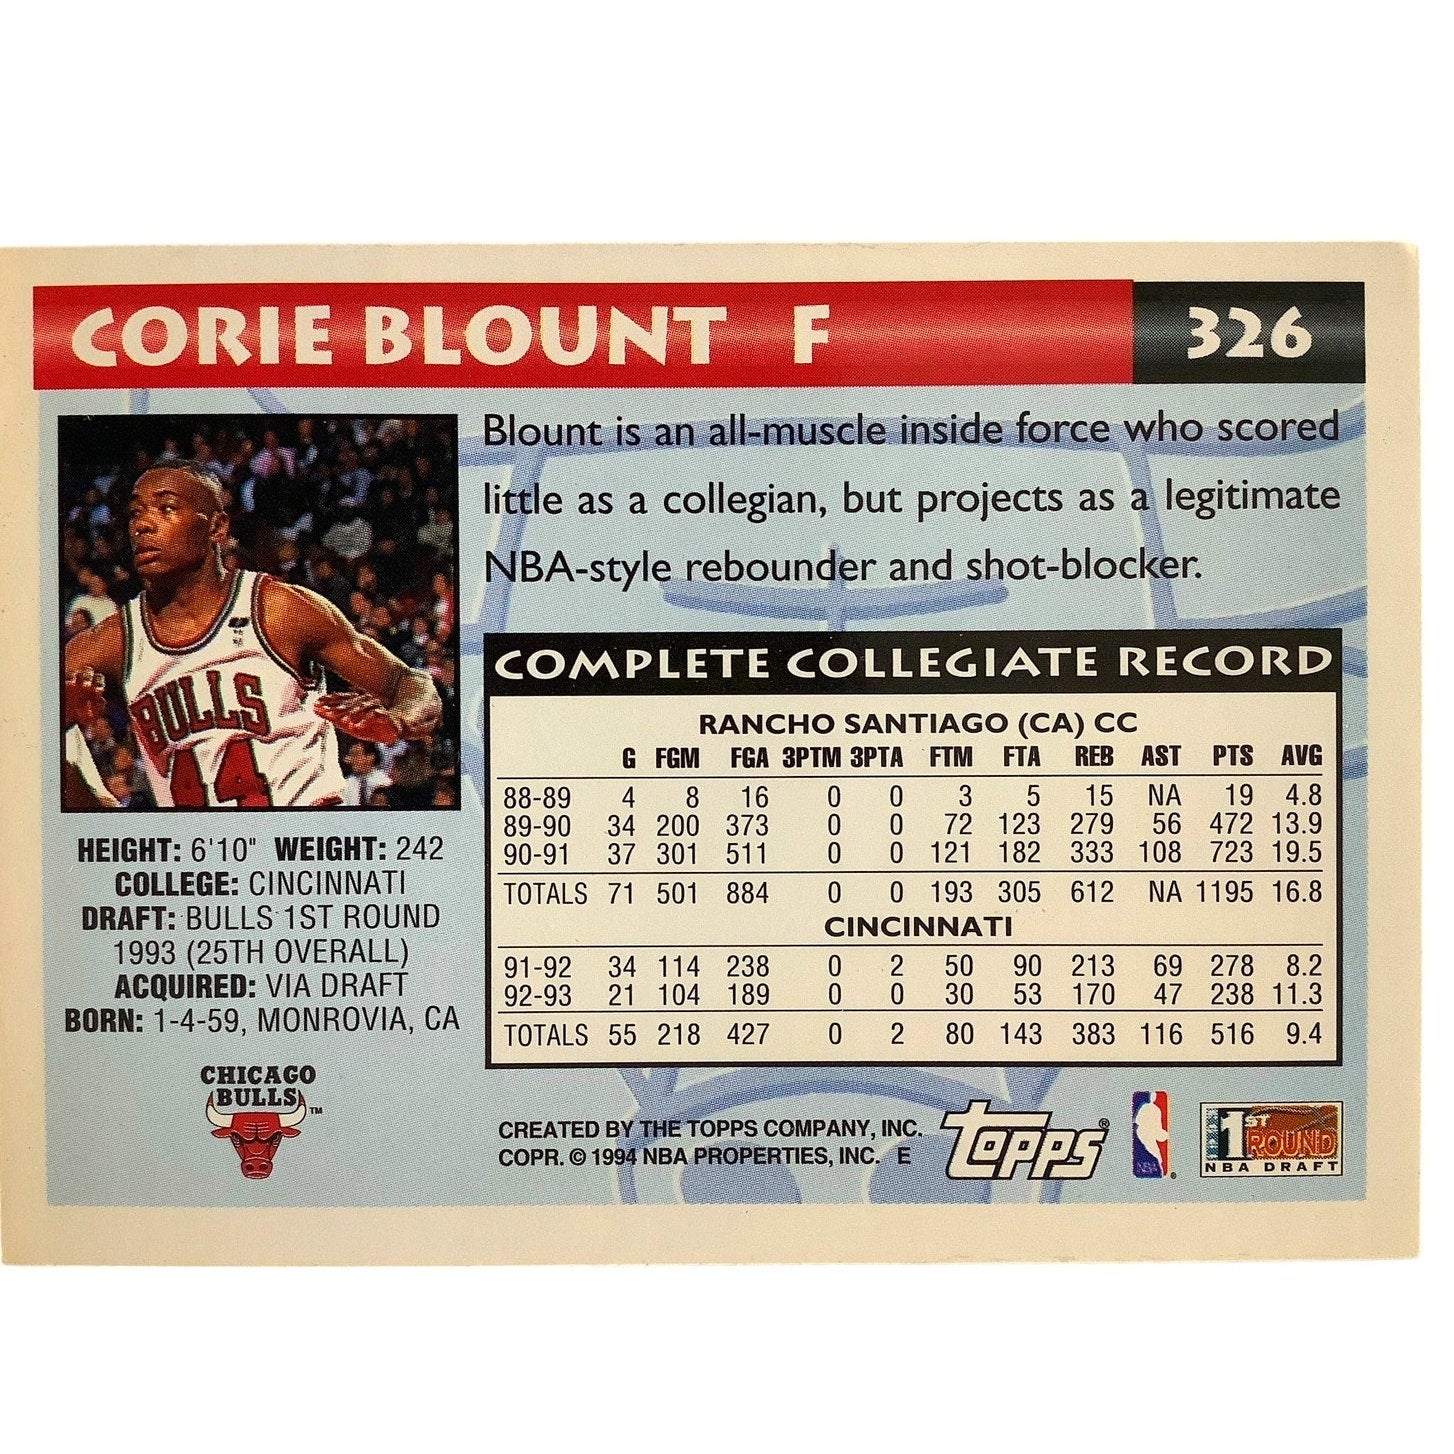 CORIE BLOUNT F
326
Blount is an all-muscle inside force who scored
little as a collegian, but projects as a legitimate
NBA-style rebounder and shot-blocker.
BULLS
44
HEIGHT: 6'10" WEIGHT: 242
COLLEGE: CINCINNATI
DRAFT: BULLS 1ST ROUND
1993 (25TH OVERALL)
ACQUIRED: VIA DRAFT
BORN: 1-4-59, MONROVIA, CA
CHICAGO
BULLS TM
COMPLETE COLLEGIATE RECORD
RANCHO SANTIAGO (CA) CC
G FGM FGA 3PTM 3PTA FTM FTA REB AST PTS AVG
88-89 4 8 16 0 0 3 5 15 NA 19 4.8
89-90 34 200 373 0 0 72 123 279 56 472 13.9
90-91 37 301 511 0 0 121 182 333 108 723 19.5
TOTALS 71 501 884 0 0 193 305 612 NA 1195 16.8
CINCINNATI
91-92 34 114 238 0 2 50 90 213 69 278 8.2
92-93 21 104 189 0 0 30 53 170 47 238 11.3
TOTALS 55 218 427 0 2 80 143 383 116 516 9.4
CREATED BY THE TOPPS COMPANY, INC.
COPR. © 1994 NBA PROPERTIES, INC. E
Topps ®
NBA ®
1ST ROUND
NBA DRAFT